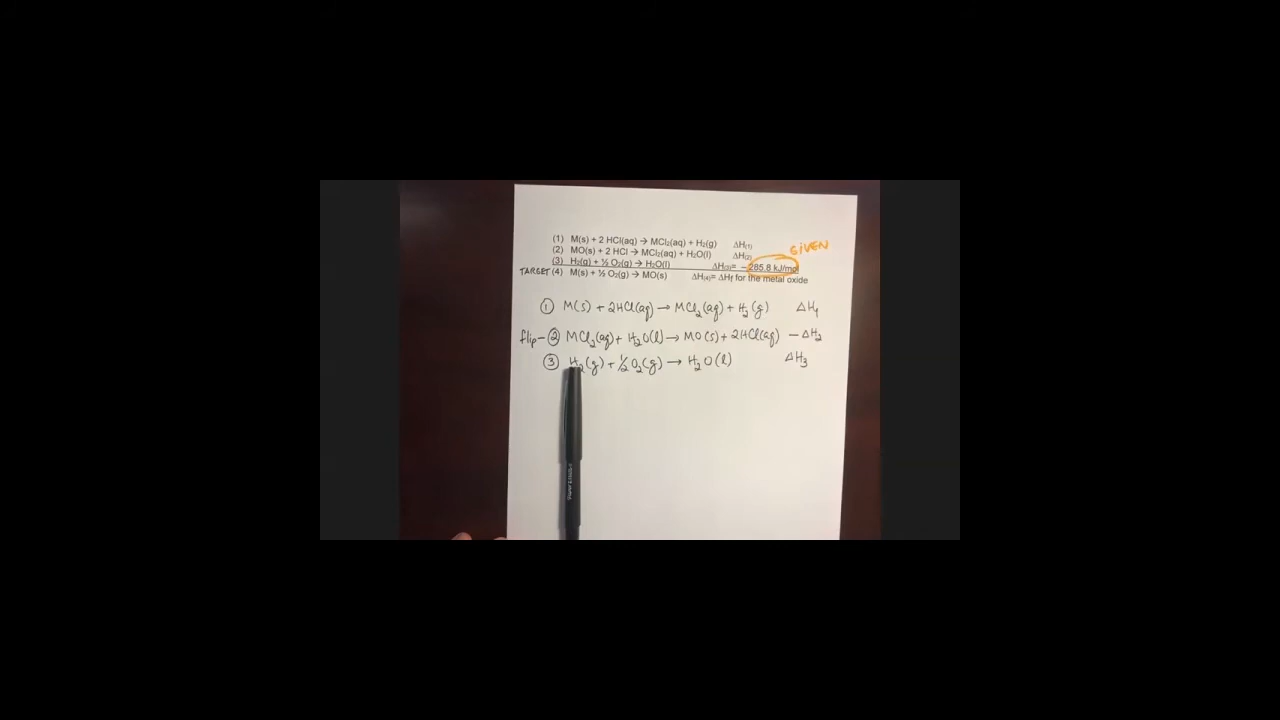 GIVEN
(1) M(s) + 2 HCl(aq) → MCl₂(aq) + H₂(g) ΔH(1)
(2) MO(s) + 2 HCl → MCl₂(aq) + H₂O(l) ΔH(2)
(3) H₂(g) + ½ O₂(g) → H₂O(l) ΔH(3)= −285.8 kJ/mol
TARGET (4) M(s) + ½ O₂(g) → MO(s) ΔH(4)= ΔHf for the metal oxide
① M(s) + 2HCl(aq) → MCl₂(aq) + H₂(g) ΔH₁
flip- ② MCl₂(aq) + H₂O(l) → MO(s) + 2HCl(aq) -ΔH₂
③ H₂(g) + ½ O₂(g) → H₂O(l) ΔH₃